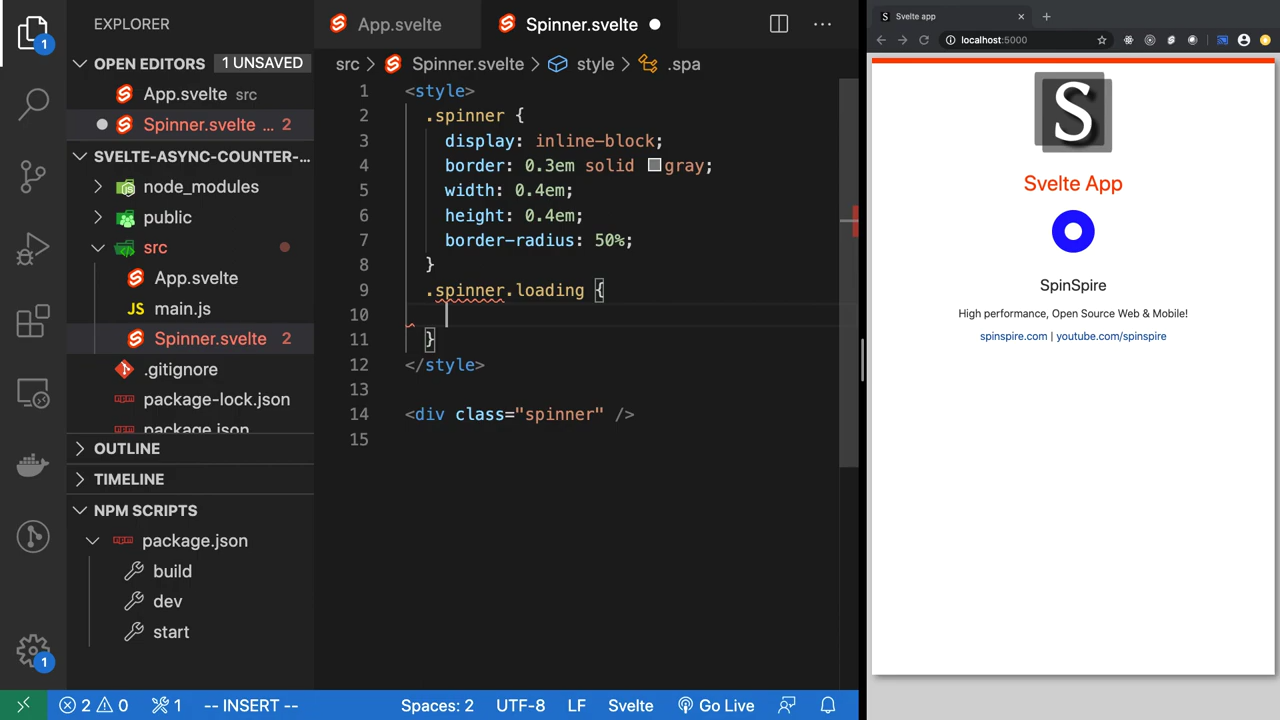 1
1
EXPLORER
OPEN EDITORS 1 UNSAVED
App.svelte src
Spinner.svelte ... 2
SVELTE-ASYNC-COUNTER-...
node_modules
public
src
App.svelte
JS main.js
Spinner.svelte 2
.gitignore
package-lock.json
package.json
OUTLINE
TIMELINE
NPM SCRIPTS
package.json
build
dev
start
App.svelte
Spinner.svelte
src > Spinner.svelte > style > .spa
1 <style>
2 .spinner {
3 display: inline-block;
4 border: 0.3em solid gray;
5 width: 0.4em;
6 height: 0.4em;
7 border-radius: 50%;
8 }
9 .spinner.loading {
10
11 }
12 </style>
13
14 <div class="spinner" />
15
2 0 1 -- INSERT -- Spaces: 2 UTF-8 LF Svelte Go Live
S Svelte app
localhost:5000
S
Svelte App
SpinSpire
High performance, Open Source Web & Mobile!
spinspire.com | youtube.com/spinspire